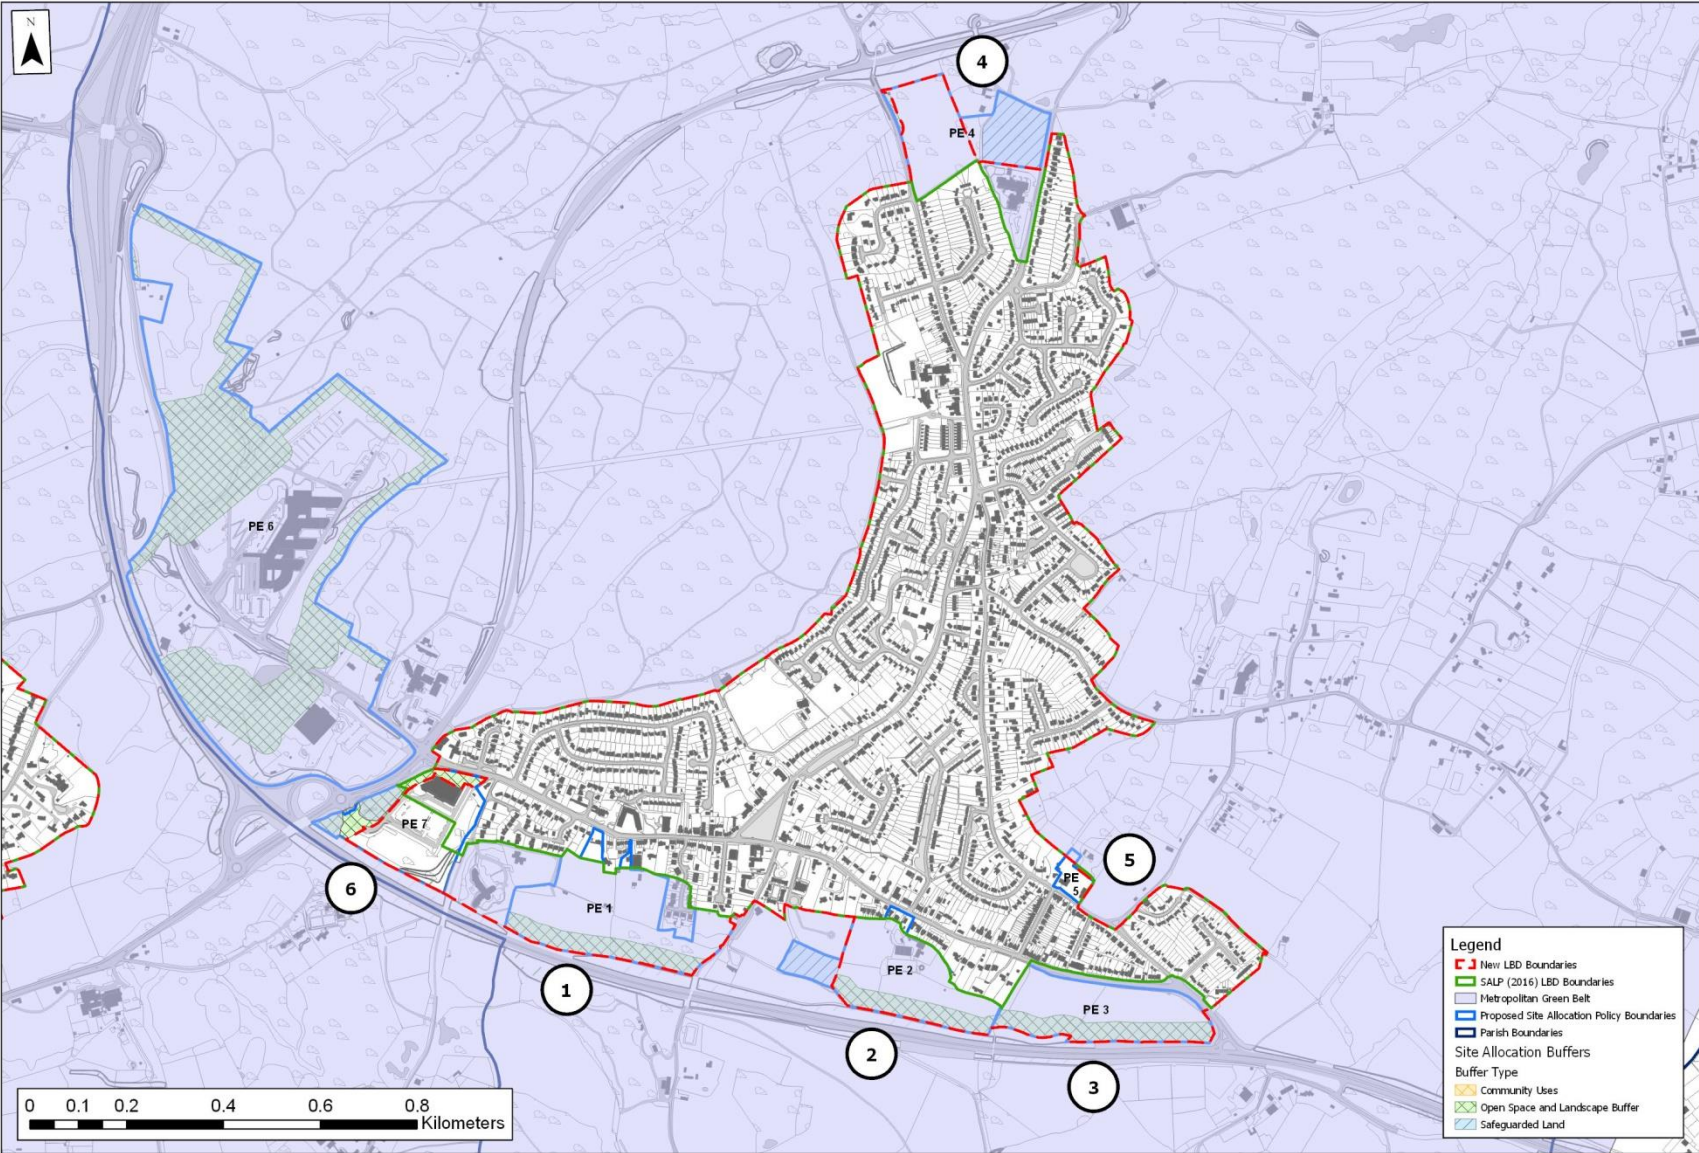 N
4
PE 4
PE 6
5
PE
5
PE 7
6
PE 1
PE 2
PE 3
1
2
3
Legend
New LBD Boundaries
SALP (2016) LBD Boundaries
Metropolitan Green Belt
Proposed Site Allocation Policy Boundaries
Parish Boundaries
Site Allocation Buffers
Buffer Type
Community Uses
Open Space and Landscape Buffer
Safeguarded Land
0 0.1 0.2 0.4 0.6 0.8
Kilometers